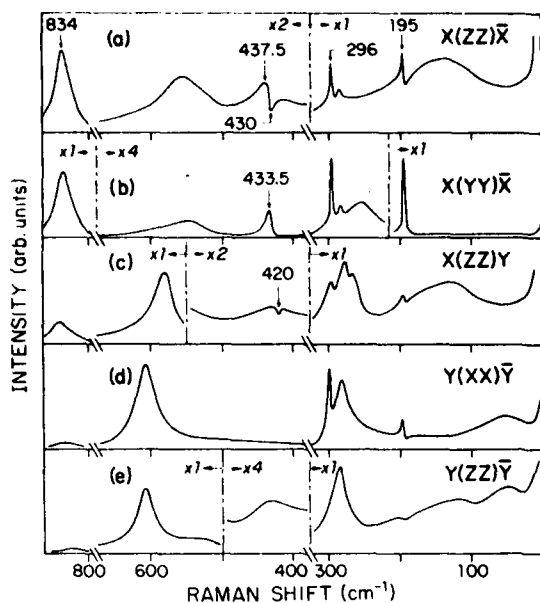 834
(a)
x2 x1
437.5
296
195
X(ZZ)X̄
430
x1 x4
(b)
433.5
x1
X(YY)X̄
(c)
x1 x2
420
x1
X(ZZ)Y
(d)
Y(XX)Ȳ
(e)
x1 x4
x1
Y(ZZ)Ȳ
INTENSITY (arb. units)
800 600 400 300 100
RAMAN SHIFT (cm⁻¹)